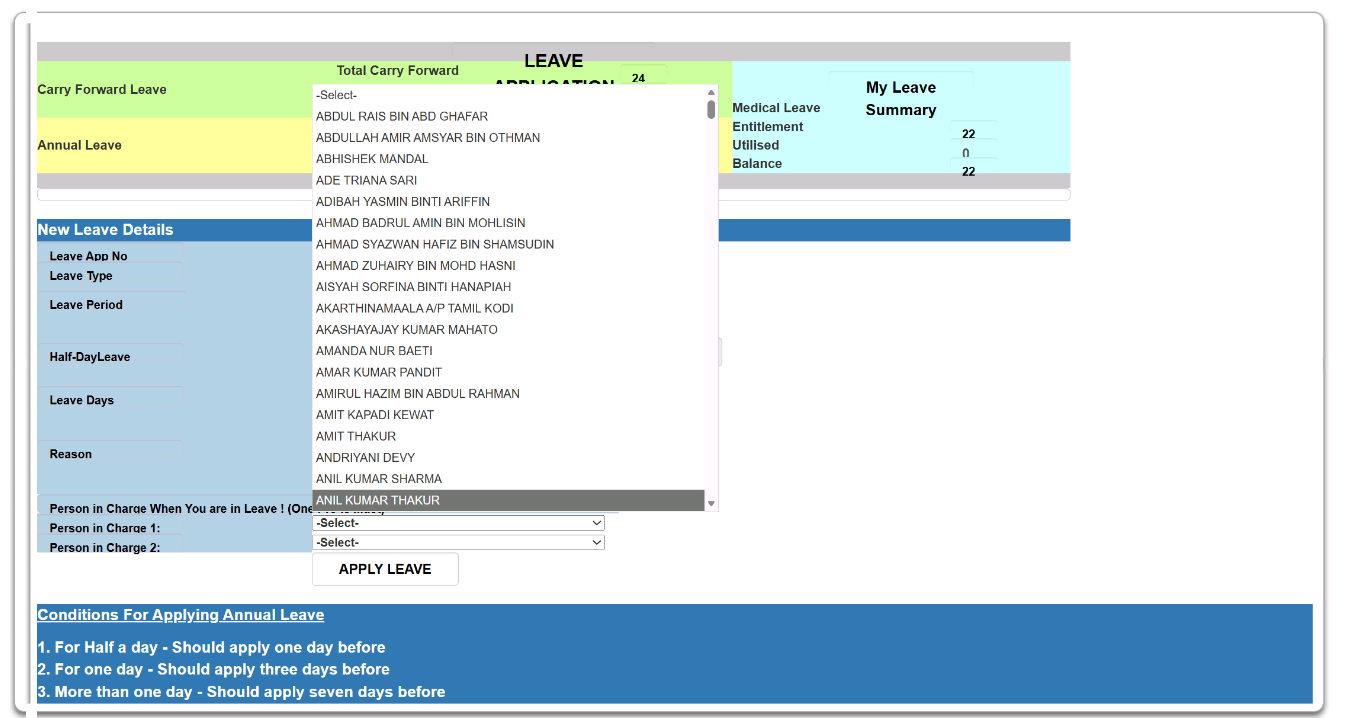 LEAVE
APPLICATION
Total Carry Forward
24
Carry Forward Leave
Annual Leave
My Leave
Summary
Medical Leave
Entitlement
22
Utilised
0
Balance
22
New Leave Details
Leave App No
Leave Type
Leave Period
Half-DayLeave
Leave Days
Reason
-Select-
ABDUL RAIS BIN ABD GHAFAR
ABDULLAH AMIR AMSYAR BIN OTHMAN
ABHISHEK MANDAL
ADE TRIANA SARI
ADIBAH YASMIN BINTI ARIFFIN
AHMAD BADRUL AMIN BIN MOHLISIN
AHMAD SYAZWAN HAFIZ BIN SHAMSUDIN
AHMAD ZUHAIRY BIN MOHD HASNI
AISYAH SORFINA BINTI HANAPIAH
AKARTHINAMAALA A/P TAMIL KODI
AKASHAYAJAY KUMAR MAHATO
AMANDA NUR BAETI
AMAR KUMAR PANDIT
AMIRUL HAZIM BIN ABDUL RAHMAN
AMIT KAPADI KEWAT
AMIT THAKUR
ANDRIYANI DEVY
ANIL KUMAR SHARMA
ANIL KUMAR THAKUR
Person in Charge When You are in Leave ! (One
Person in Charge 1:
-Select-
Person in Charge 2:
-Select-
APPLY LEAVE
Conditions For Applying Annual Leave
1. For Half a day - Should apply one day before
2. For one day - Should apply three days before
3. More than one day - Should apply seven days before